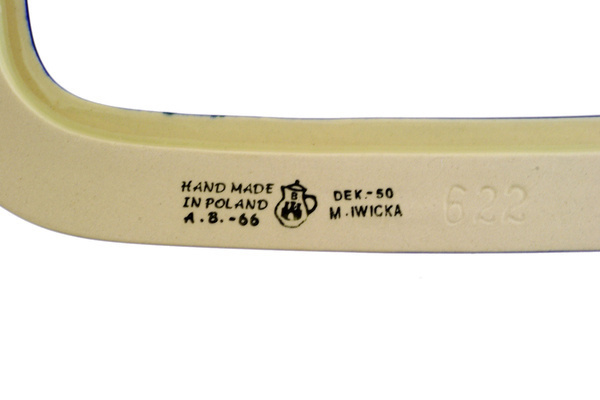 HAND MADE
IN POLAND
A.B.-66
B
DEK.-50
M.IWICKA
622